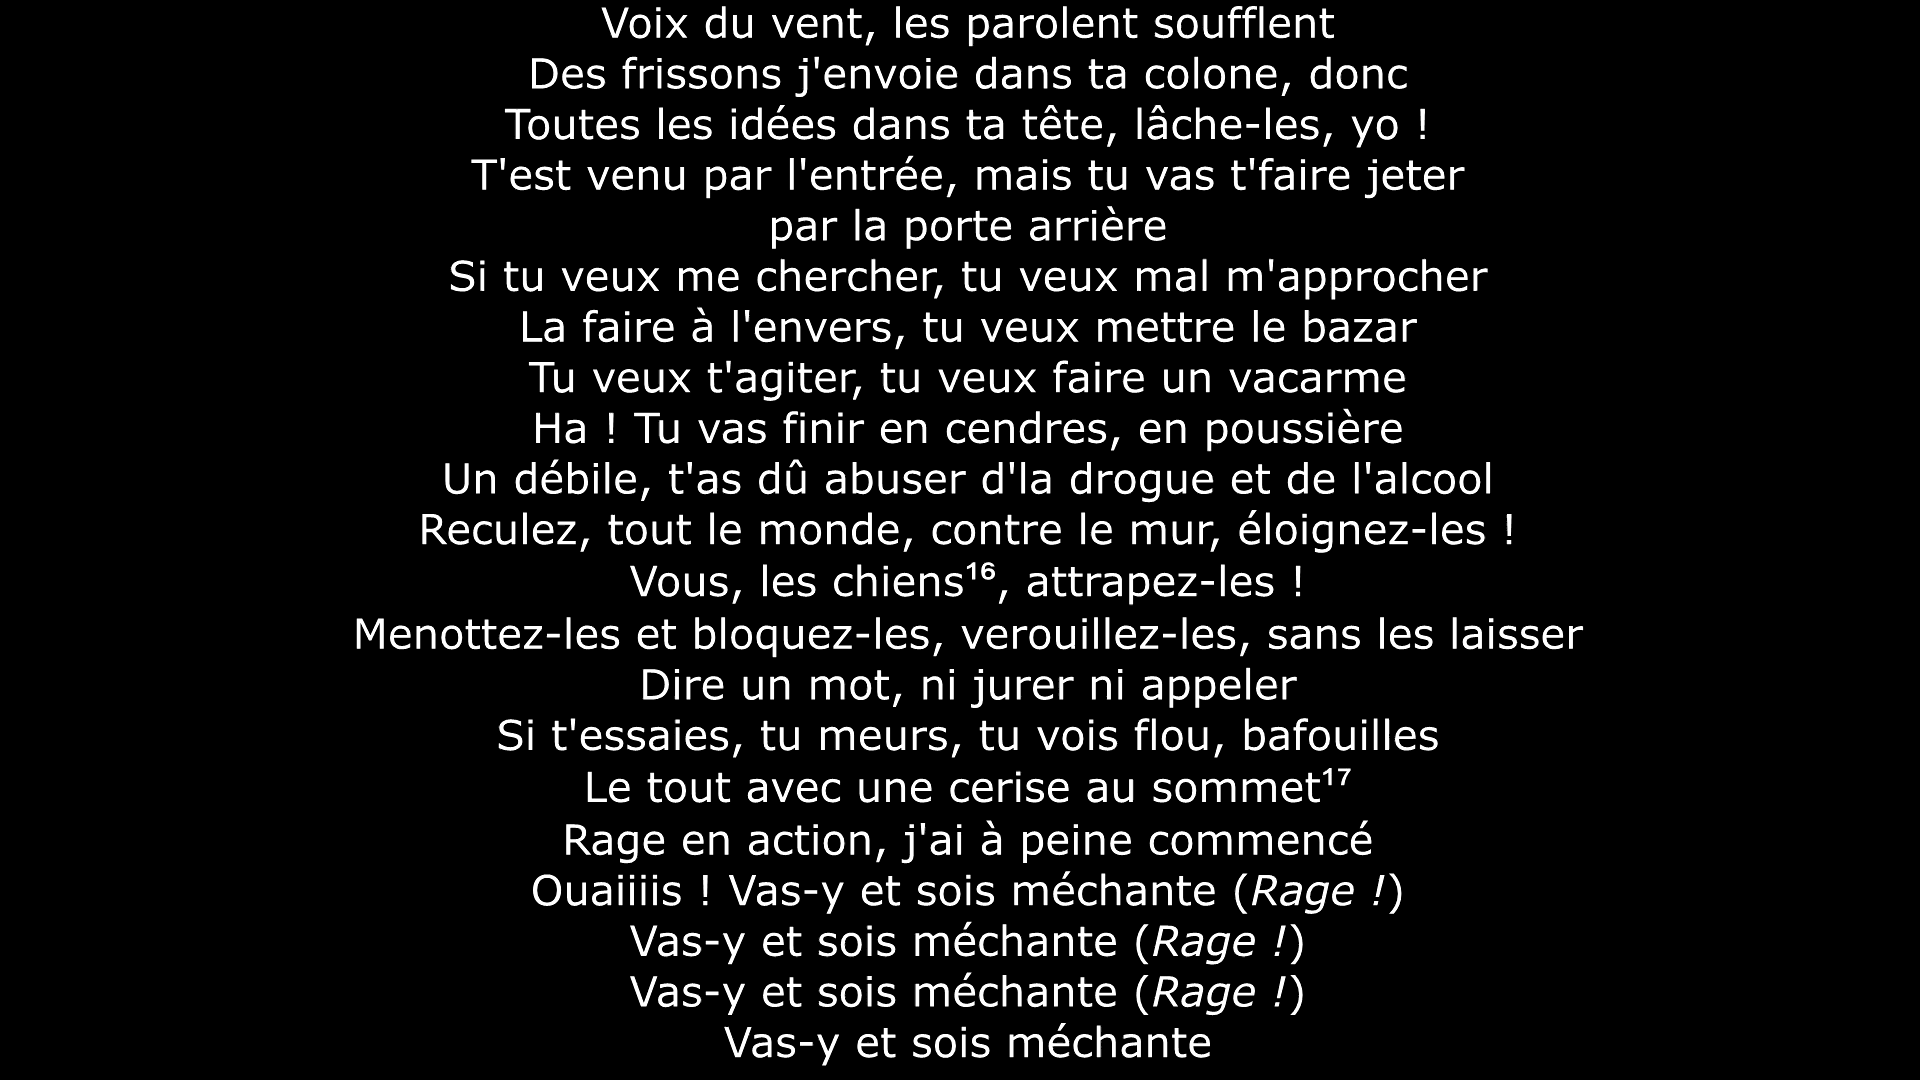 Voix du vent, les parolent soufflent
Des frissons j'envoie dans ta colone, donc
Toutes les idées dans ta tête, lâche-les, yo !
T'est venu par l'entrée, mais tu vas t'faire jeter
par la porte arrière
Si tu veux me chercher, tu veux mal m'approcher
La faire à l'envers, tu veux mettre le bazar
Tu veux t'agiter, tu veux faire un vacarme
Ha ! Tu vas finir en cendres, en poussière
Un débile, t'as dû abuser d'la drogue et de l'alcool
Reculez, tout le monde, contre le mur, éloignez-les !
Vous, les chiens¹⁶, attrapez-les !
Menottez-les et bloquez-les, verouillez-les, sans les laisser
Dire un mot, ni jurer ni appeler
Si t'essaies, tu meurs, tu vois flou, bafouilles
Le tout avec une cerise au sommet¹⁷
Rage en action, j'ai à peine commencé
Ouaiiiis ! Vas-y et sois méchante (Rage !)
Vas-y et sois méchante (Rage !)
Vas-y et sois méchante (Rage !)
Vas-y et sois méchante